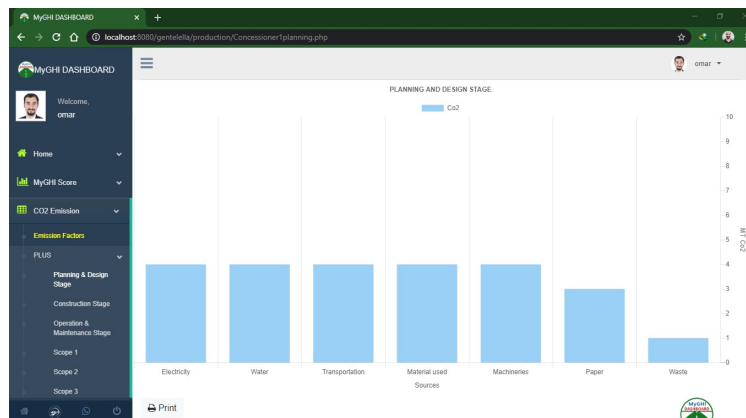 MyGHI DASHBOARD
localhost:8080/gentelella/production/Concessioner1planning.php
MyGHI DASHBOARD
omar
Welcome,
omar
Home
MyGHI Score
CO2 Emission
Emission Factors
PLUS
Planning & Design
Stage
Construction Stage
Operation &
Maintenance Stage
Scope 1
Scope 2
Scope 3
PLANNING AND DESIGN STAGE
Co2
10
9
8
7
6
5
4
3
2
1
0
MT Co2
Electricity Water Transportation Material used Machineries Paper Waste
Sources
Print
MyGHI
DASHBOARD